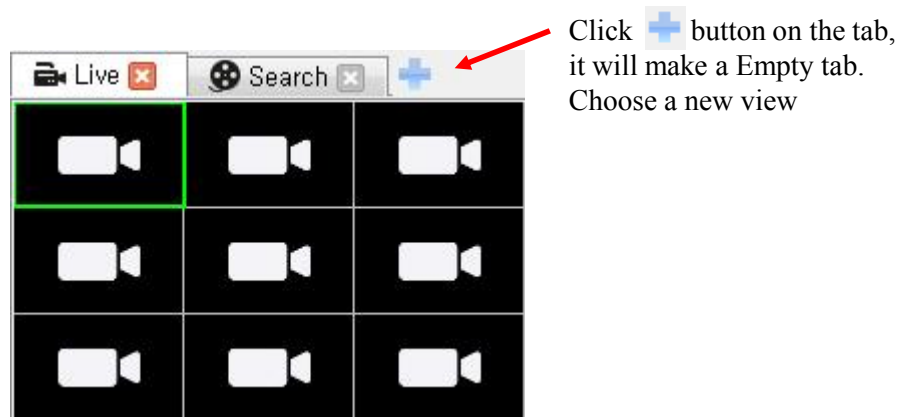 Live
Search
Click button on the tab,
it will make a Empty tab.
Choose a new view